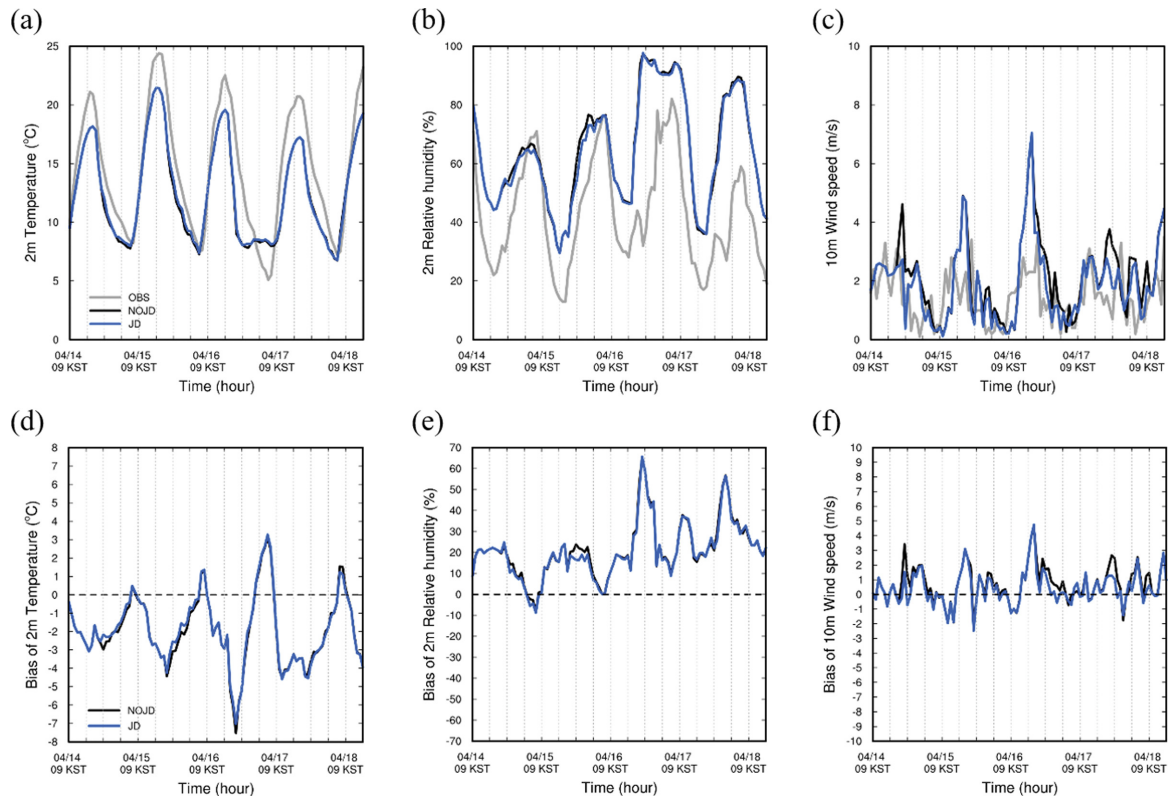 (a)
2m Temperature (°C)
25
20
15
10
5
0
OBS
NOJD
JD
04/14 04/15 04/16 04/17 04/18
09 KST 09 KST 09 KST 09 KST 09 KST
Time (hour)
(b)
2m Relative humidity (%)
100
80
60
40
20
0
04/14 04/15 04/16 04/17 04/18
09 KST 09 KST 09 KST 09 KST 09 KST
Time (hour)
(c)
10m Wind speed (m/s)
10
8
6
4
2
0
04/14 04/15 04/16 04/17 04/18
09 KST 09 KST 09 KST 09 KST 09 KST
Time (hour)
(d)
Bias of 2m Temperature (°C)
8
7
6
5
4
3
2
1
0
-1
-2
-3
-4
-5
-6
-7
-8
NOJD
JD
04/14 04/15 04/16 04/17 04/18
09 KST 09 KST 09 KST 09 KST 09 KST
Time (hour)
(e)
Bias of 2m Relative humidity (%)
70
60
50
40
30
20
10
0
-10
-20
-30
-40
-50
-60
-70
04/14 04/15 04/16 04/17 04/18
09 KST 09 KST 09 KST 09 KST 09 KST
Time (hour)
(f)
Bias of 10m Wind speed (m/s)
10
9
8
7
6
5
4
3
2
1
0
-1
-2
-3
-4
-5
-6
-7
-8
-9
-10
04/14 04/15 04/16 04/17 04/18
09 KST 09 KST 09 KST 09 KST 09 KST
Time (hour)